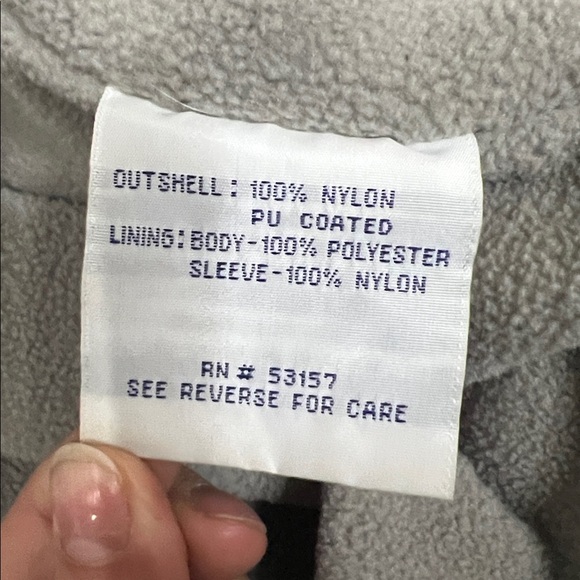 OUTSHELL: 100% NYLON
PU COATED
LINING: BODY-100% POLYESTER
SLEEVE-100% NYLON
RN# 53157
SEE REVERSE FOR CARE